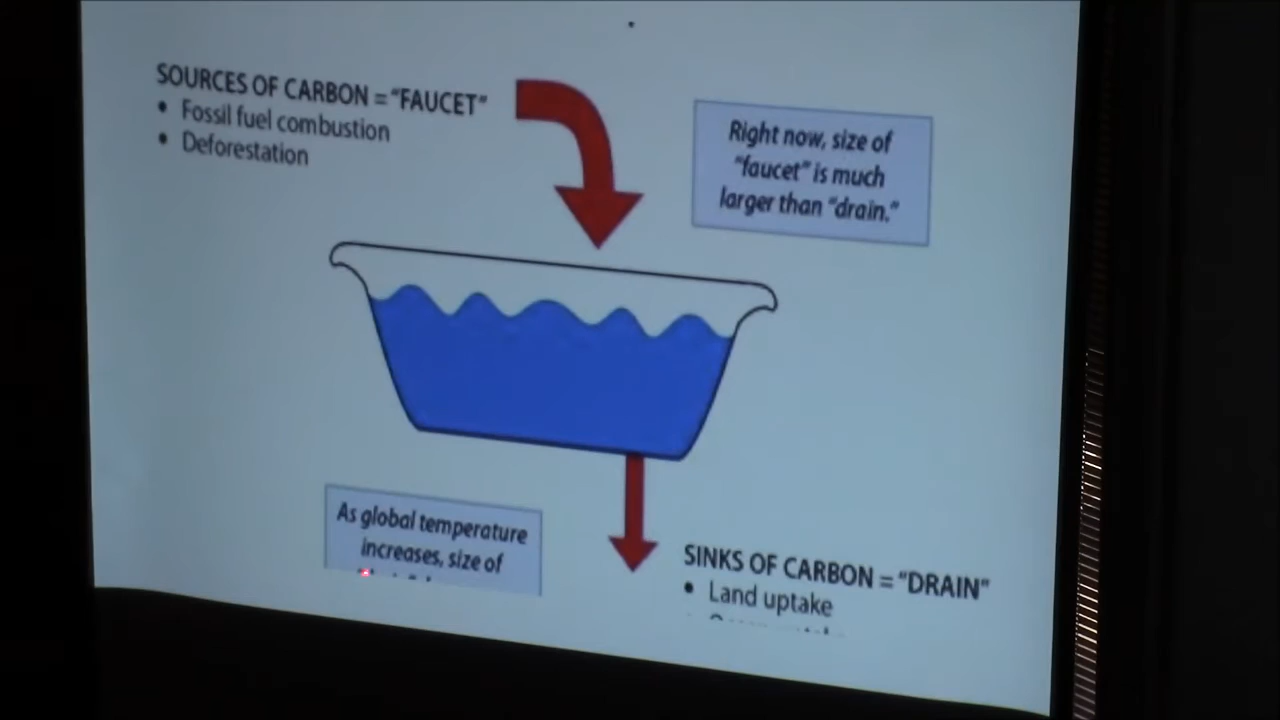 SOURCES OF CARBON = "FAUCET"
• Fossil fuel combustion
• Deforestation
Right now, size of
"faucet" is much
larger than "drain."
As global temperature
increases, size of
SINKS OF CARBON = "DRAIN"
• Land uptake